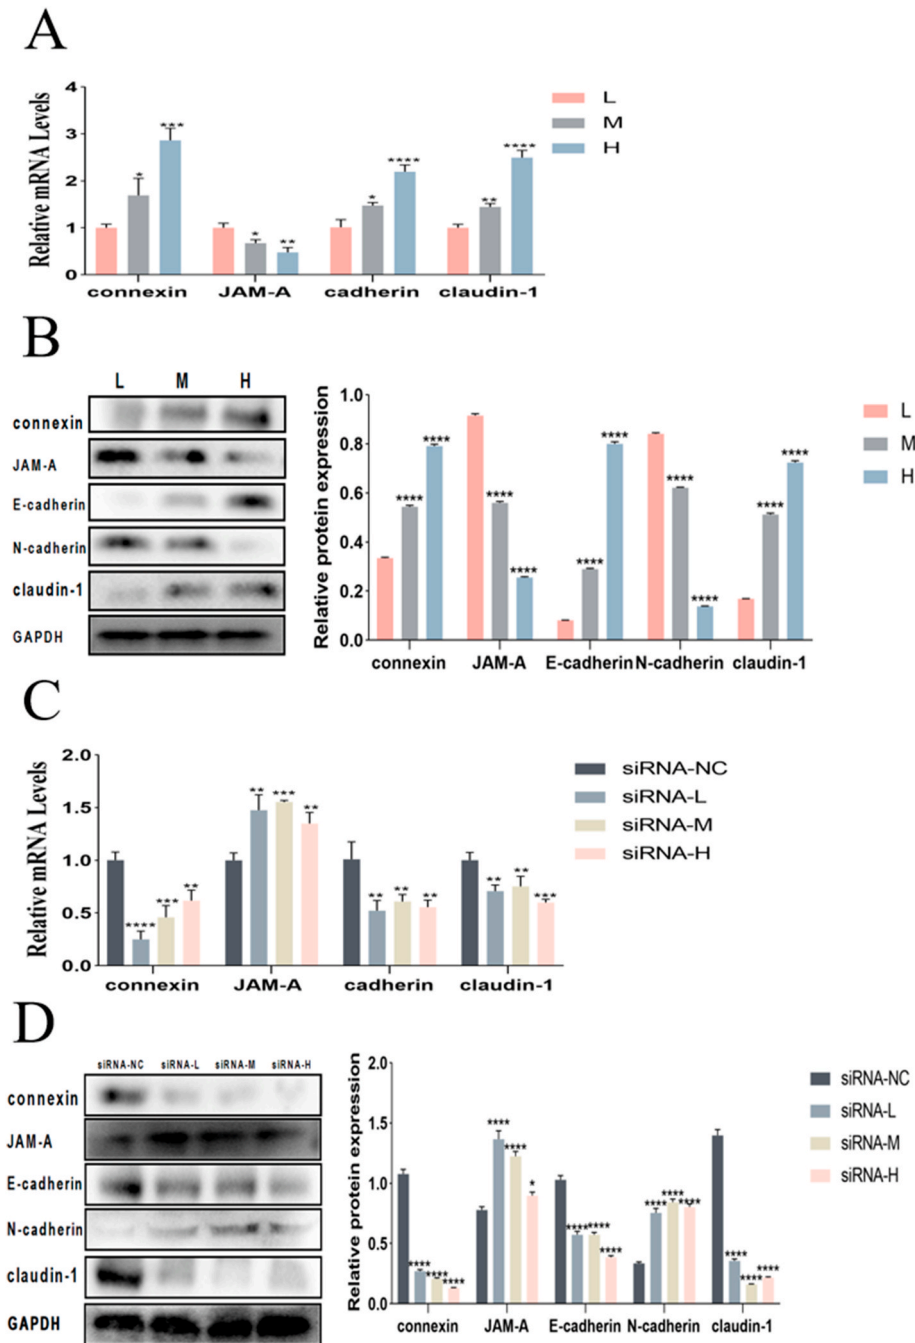 A
Relative mRNA Levels
4
3
2
1
0
* ***
* **
* ****
** ****
connexin JAM-A cadherin claudin-1
L
M
H
B
L M H
connexin
JAM-A
E-cadherin
N-cadherin
claudin-1
GAPDH
Relative protein expression
1.0
0.8
0.6
0.4
0.2
0.0
**** ****
**** ****
**** ****
**** ****
**** ****
connexin JAM-A E-cadherin N-cadherin claudin-1
L
M
H
C
Relative mRNA Levels
2.0
1.5
1.0
0.5
0.0
**** *** **
** *** **
** ** **
** ** ***
connexin JAM-A cadherin claudin-1
siRNA-NC
siRNA-L
siRNA-M
siRNA-H
D
siRNA-NC siRNA-L siRNA-M siRNA-H
connexin
JAM-A
E-cadherin
N-cadherin
claudin-1
GAPDH
Relative protein expression
2.0
1.5
1.0
0.5
0.0
**** **** ****
**** **** *
**** **** ****
**** **** ****
**** **** ****
connexin JAM-A E-cadherin N-cadherin claudin-1
siRNA-NC
siRNA-L
siRNA-M
siRNA-H